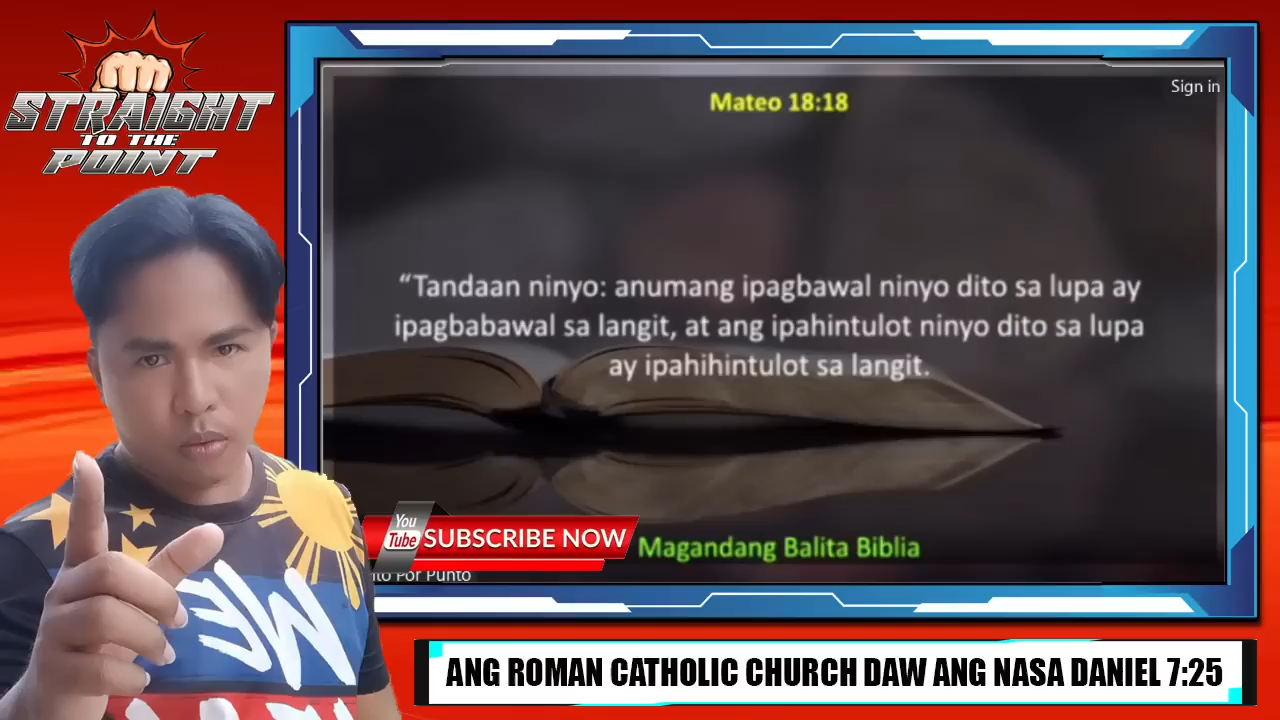 STRAIGHT
TO THE
POINT
Sign in
Mateo 18:18
“Tandaan ninyo: anumang ipagbawal ninyo dito sa lupa ay
ipagbabawal sa langit, at ang ipahintulot ninyo dito sa lupa
ay ipahihintulot sa langit.
You
Tube
SUBSCRIBE NOW
Magandang Balita Biblia
Por Punto
ANG ROMAN CATHOLIC CHURCH DAW ANG NASA DANIEL 7:25